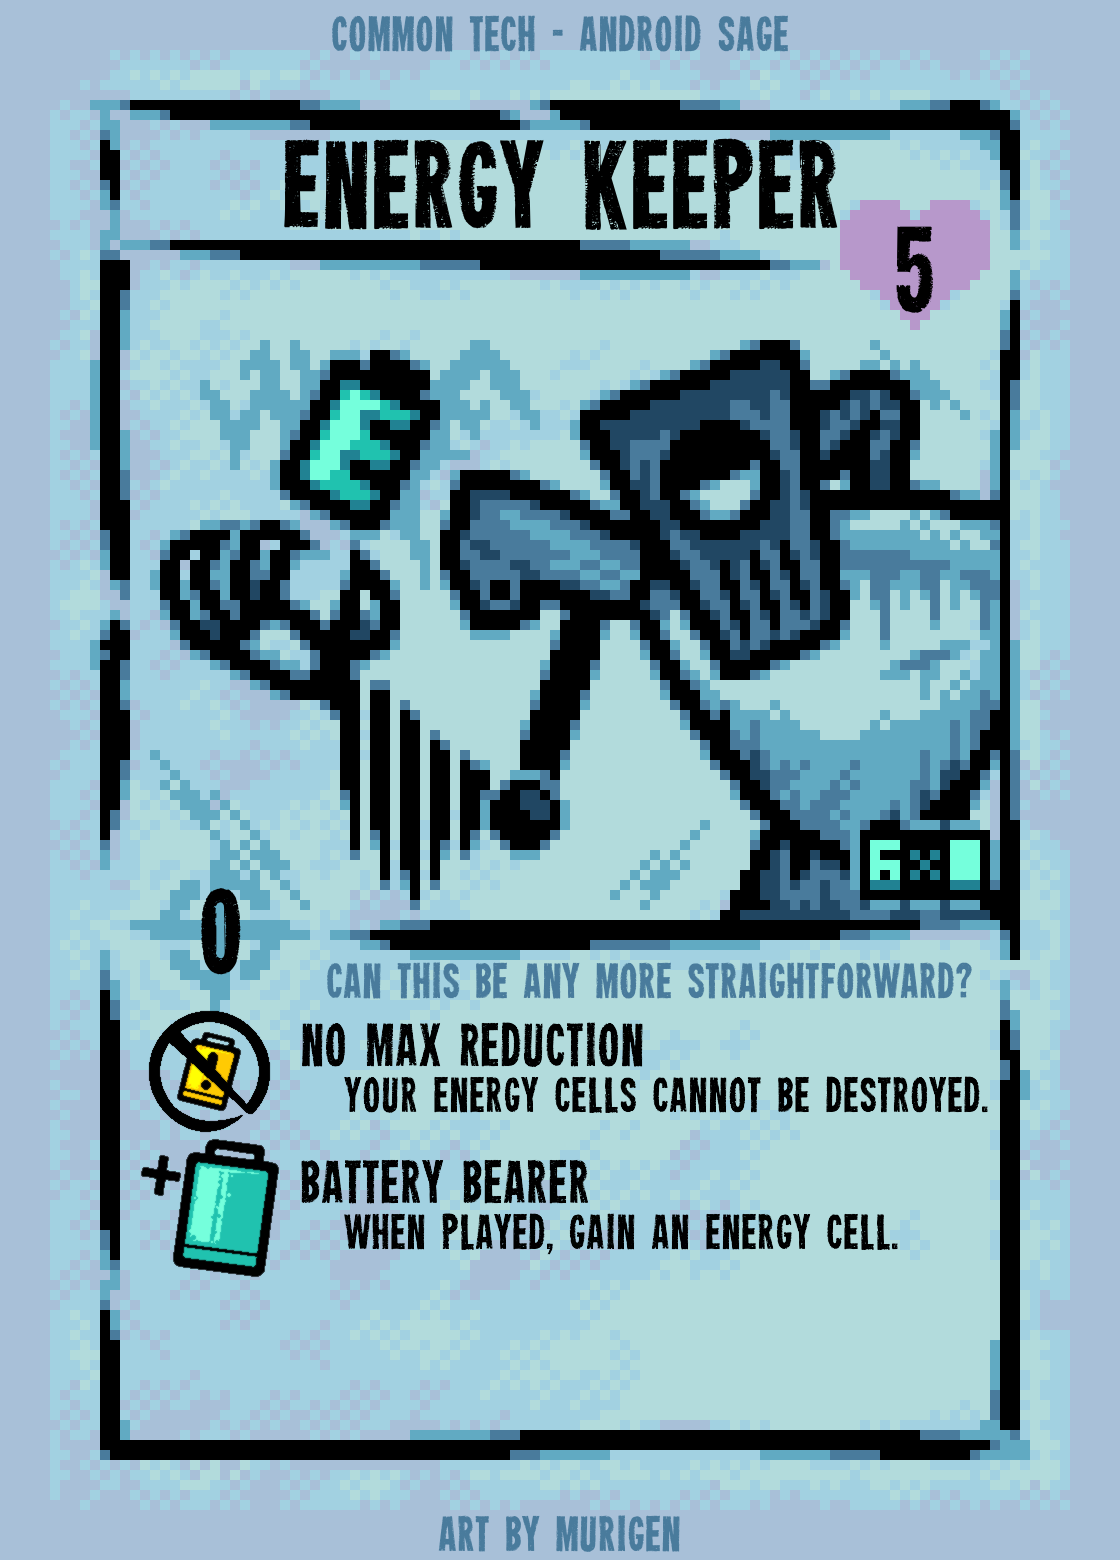 COMMON TECH - ANDROID SAGE
ENERGY KEEPER
5
E
6
0
CAN THIS BE ANY MORE STRAIGHTFORWARD?
NO MAX REDUCTION
YOUR ENERGY CELLS CANNOT BE DESTROYED.
+
BATTERY BEARER
WHEN PLAYED, GAIN AN ENERGY CELL.
ART BY MURIGEN